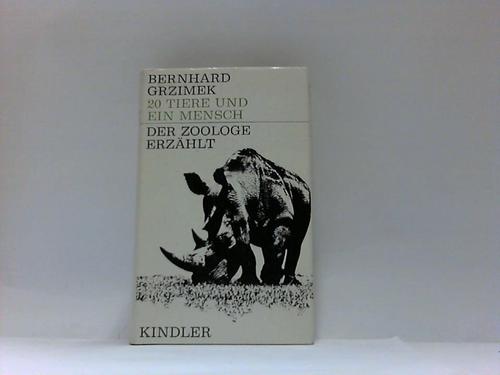 BERNHARD
GRZIMEK
20 TIERE UND
EIN MENSCH
DER ZOOLOGE
ERZÄHLT
KINDLER